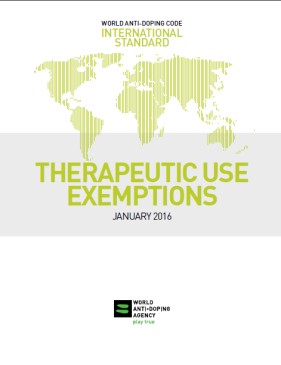 WORLD ANTI-DOPING CODE
INTERNATIONAL
STANDARD
THERAPEUTIC USE
EXEMPTIONS
JANUARY 2016
WORLD
ANTI-DOPING
AGENCY
play true